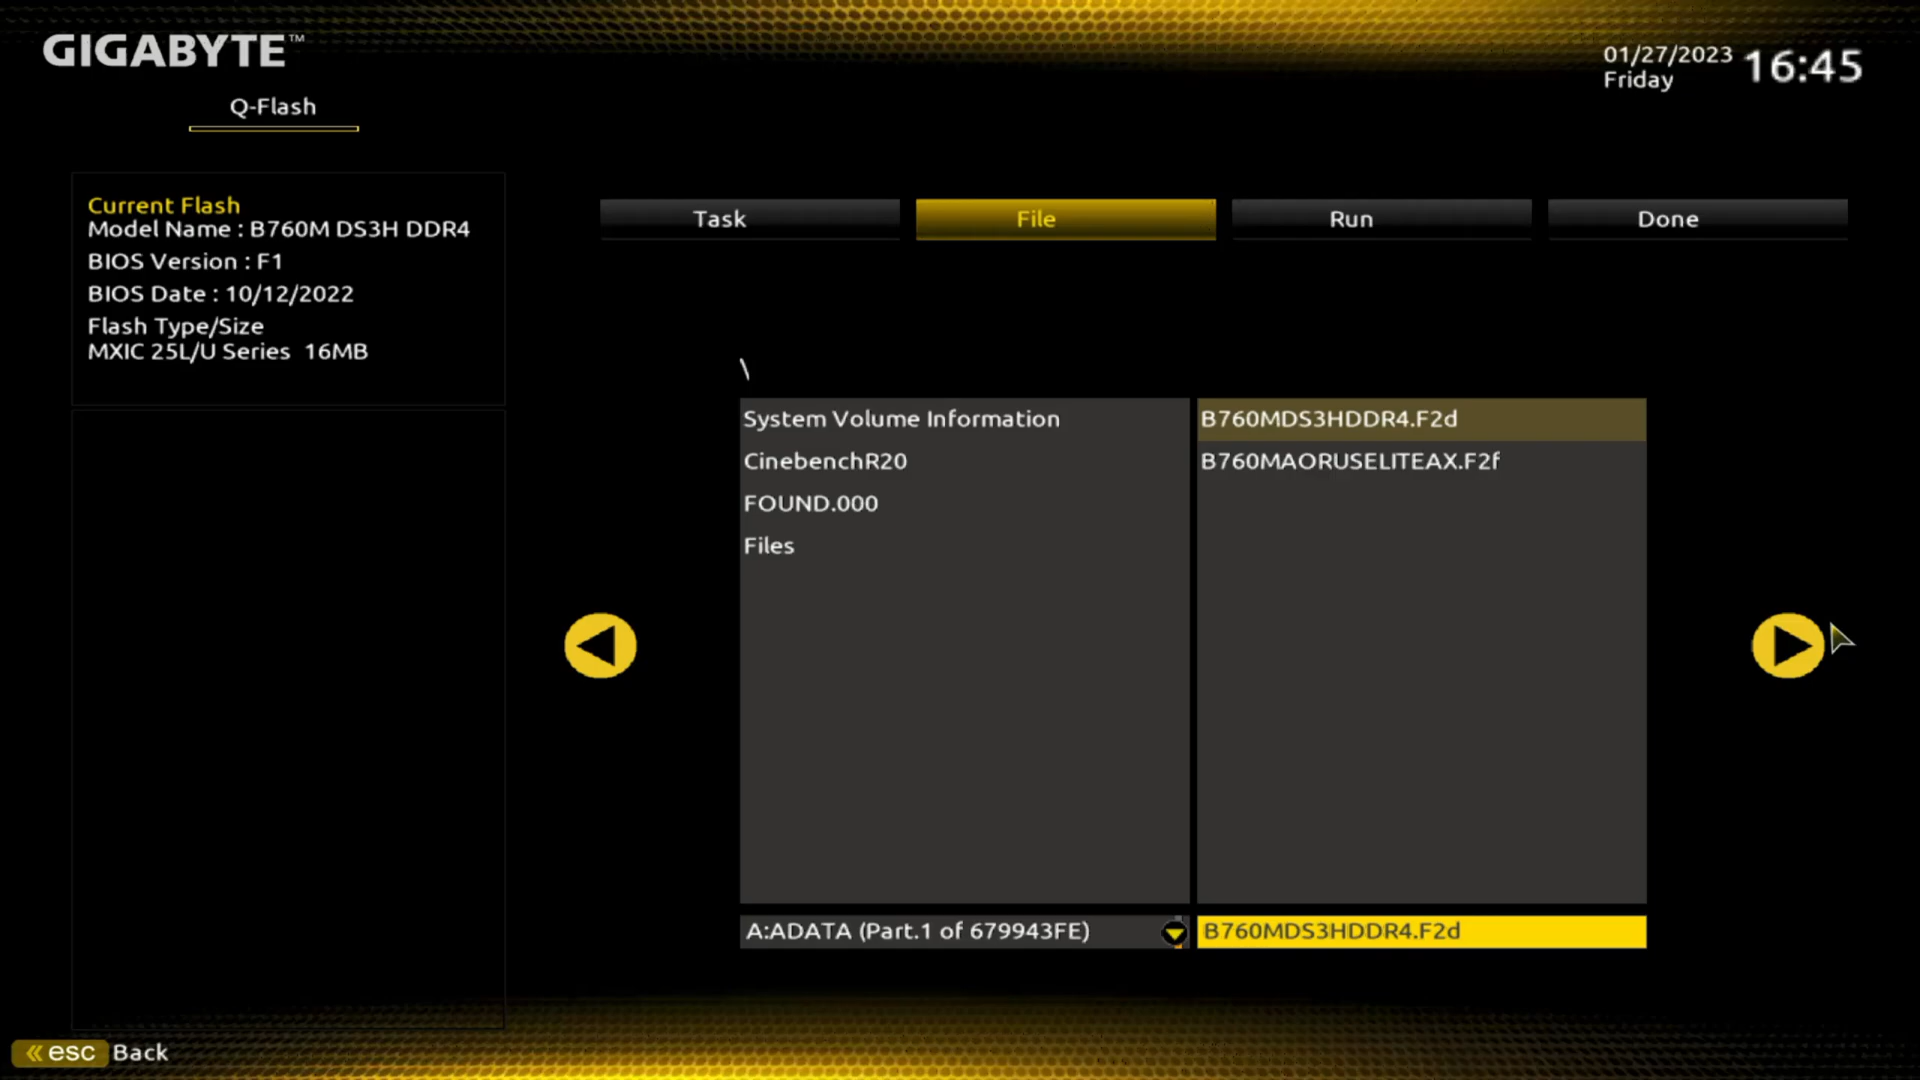 GIGABYTE™
01/27/2023
Friday
16:45
Q-Flash
Current Flash
Model Name : B760M DS3H DDR4
BIOS Version : F1
BIOS Date : 10/12/2022
Flash Type/Size
MXIC 25L/U Series 16MB
Task
File
Run
Done
\
System Volume Information
CinebenchR20
FOUND.000
Files
B760MDS3HDDR4.F2d
B760MAORUSELITEAX.F2f
A:ADATA (Part.1 of 679943FE)
B760MDS3HDDR4.F2d
« esc Back